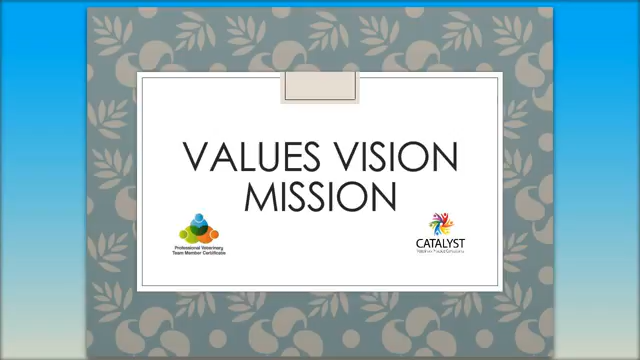 VALUES VISION
MISSION
Professional Veterinary
Team Member Certificates
CATALYST